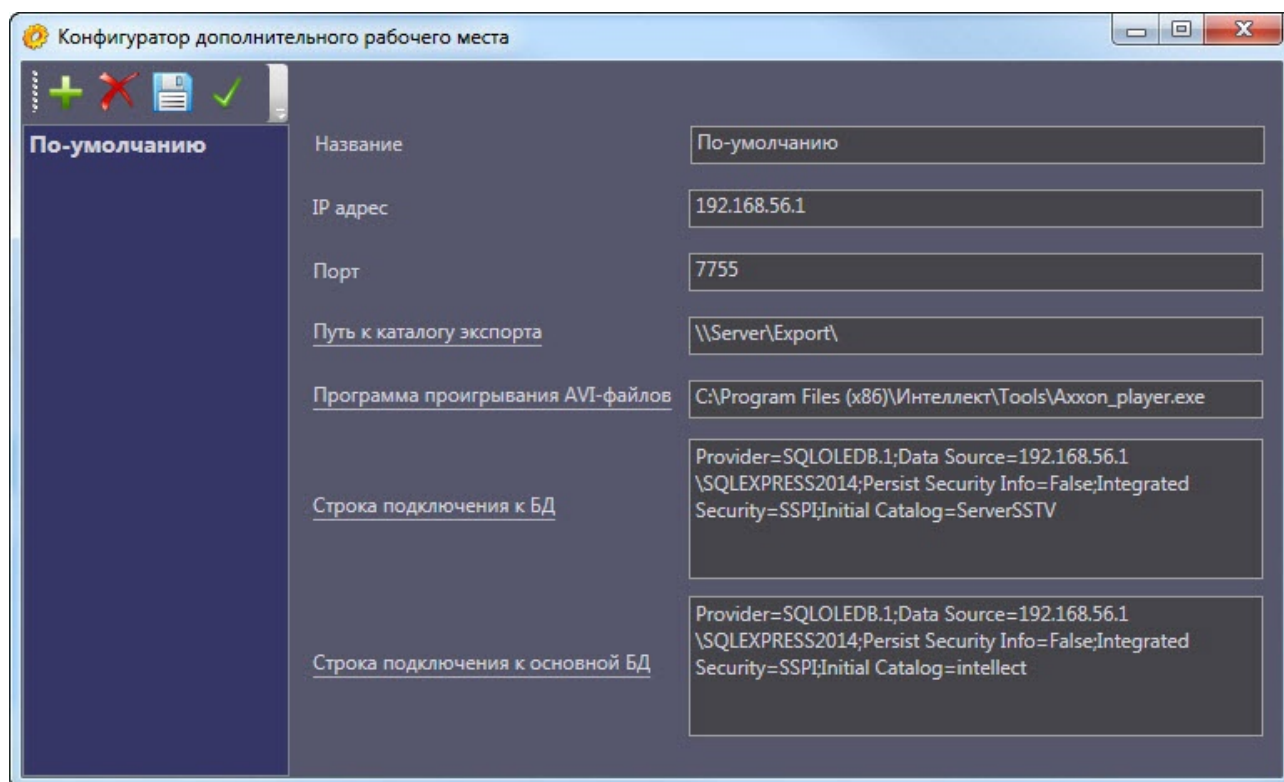 Конфигуратор дополнительного рабочего места
По-умолчанию
Название
По-умолчанию
IP адрес
192.168.56.1
Порт
7755
Путь к каталогу экспорта
\\Server\Export\
Программа проигрывания AVI-файлов
C:\Program Files (x86)\Интеллект\Tools\Axxon_player.exe
Строка подключения к БД
Provider=SQLOLEDB.1;Data Source=192.168.56.1
\SQLEXPRESS2014;Persist Security Info=False;Integrated
Security=SSPI;Initial Catalog=ServerSSTV
Строка подключения к основной БД
Provider=SQLOLEDB.1;Data Source=192.168.56.1
\SQLEXPRESS2014;Persist Security Info=False;Integrated
Security=SSPI;Initial Catalog=intellect